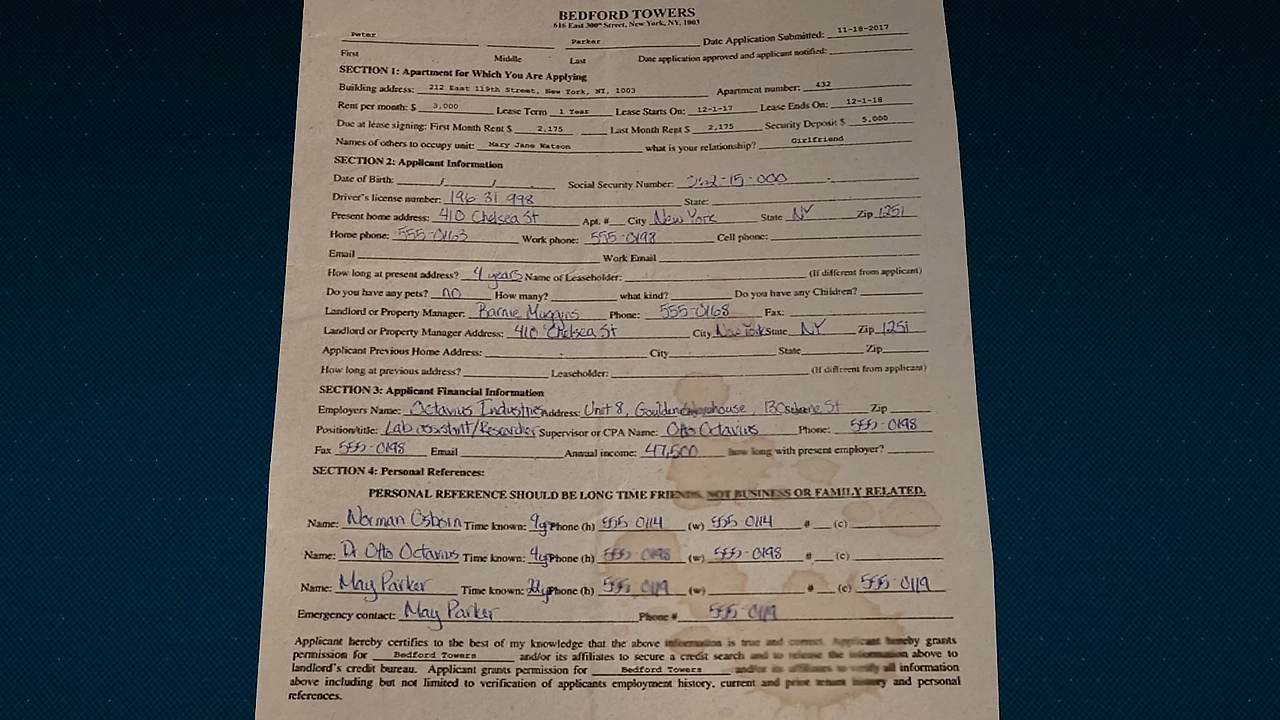 BEDFORD TOWERS
616 East 300th Street, New York, NY, 1003
Peter Parker Date Application Submitted: 11-18-2017
First Middle Last Date application approved and applicant notified:
SECTION 1: Apartment for Which You Are Applying
Building address: 212 East 119th Street, New York, NY, 1003 Apartment number: 432
Rent per month: $ 3,000 Lease Term 1 Year Lease Starts On: 12-1-17 Lease Ends On: 12-1-18
Due at lease signing: First Month Rent $ 2,175 Last Month Rept $ 2,175 Security Deposit $ 5,000
Names of others to occupy unit: Mary Jane Watson what is your relationship? Girlfriend
SECTION 2: Applicant Information
Date of Birth: / / Social Security Number: -15-000
Driver's license number: 196 31 998 State:
Present home address: 410 Chelsea St Apt. # City New York State NY Zip 1251
Home phone: 555-0163 Work phone: 555-0198 Cell phone:
Email Work Email
How long at present address? 4 years Name of Leaseholder: (If different from applicant)
Do you have any pets? no How many? what kind? Do you have any Children?
Landlord or Property Manager: Barnie Muggins Phone: 555-0168 Fax:
Landlord or Property Manager Address: 410 Chelsea St City New York State NY Zip 1251
Applicant Previous Home Address: City State Zip
How long at previous address? Leaseholder: (If different from applicant)
SECTION 3: Applicant Financial Information
Employers Name: Octavius Industries Address: Unit 8, Goulden St Zip
Position/title: Lab assistant/Researcher Supervisor or CPA Name: Otto Octavius Phone: 555-0198
Fax 555-0198 Email Annual income: 47,500 how long with present employer?
SECTION 4: Personal References:
PERSONAL REFERENCE SHOULD BE LONG TIME FRIENDS, NOT BUSINESS OR FAMILY RELATED.
Name: Norman Osborn Time known: 9y Phone (h) 555 0114 (w) 555 0114 # (c)
Name: Dr Otto Octavius Time known: 4y Phone (h) 555-0198 (w) 555-0198 # (c)
Name: May Parker Time known: 22y Phone (h) 555 0119 (w) # (c) 555 0119
Emergency contact: May Parker Phone # 555 0119
Applicant hereby certifies to the best of my knowledge that the above information is true and correct. Applicant hereby grants
permission for Bedford Towers and/or its affiliates to secure a credit search and to release the information above to
landlord's credit bureau. Applicant grants permission for Bedford Towers and/or its affiliates to verify all information
above including but not limited to verification of applicants employment history, current and prior tenant history and personal
references.